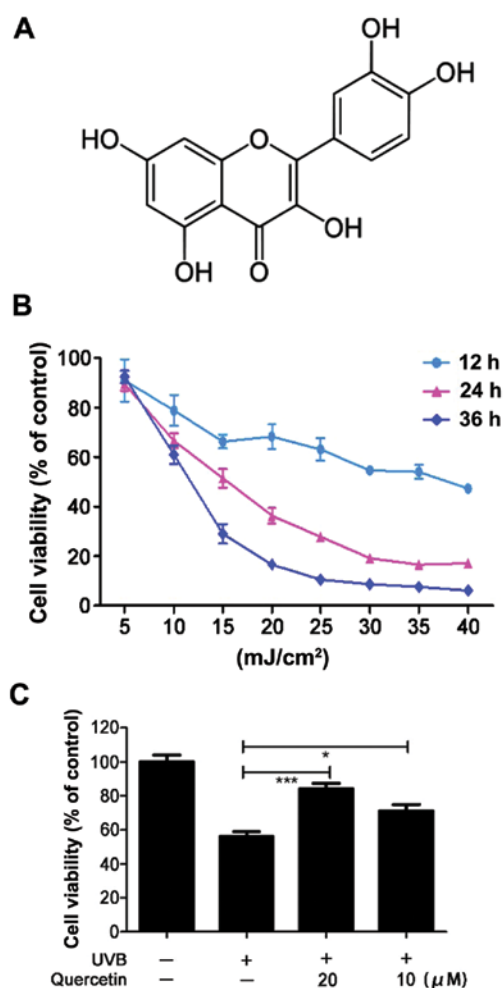 A
OH
OH
HO
O
OH
OH
O
B
Cell viability (% of control)
100
80
60
40
20
0
12 h
24 h
36 h
5 10 15 20 25 30 35 40
(mJ/cm²)
C
Cell viability (% of control)
120
100
80
60
40
20
0
*
***
UVB – + + +
Quercetin – – 20 10 (μM)